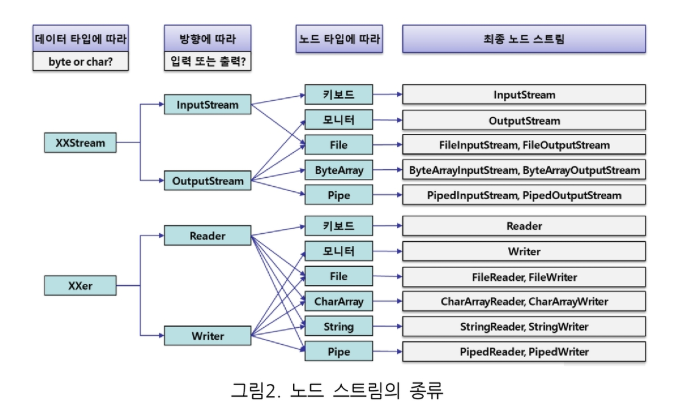 데이터 타입에 따라
byte or char?
방향에 따라
입력 또는 출력?
노드 타입에 따라
최종 노드 스트림
XXStream
InputStream
OutputStream
키보드
InputStream
모니터
OutputStream
File
FileInputStream, FileOutputStream
ByteArray
ByteArrayInputStream, ByteArrayOutputStream
Pipe
PipedInputStream, PipedOutputStream
XXer
Reader
Writer
키보드
Reader
모니터
Writer
File
FileReader, FileWriter
CharArray
CharArrayReader, CharArrayWriter
String
StringReader, StringWriter
Pipe
PipedReader, PipedWriter
그림2. 노드 스트림의 종류